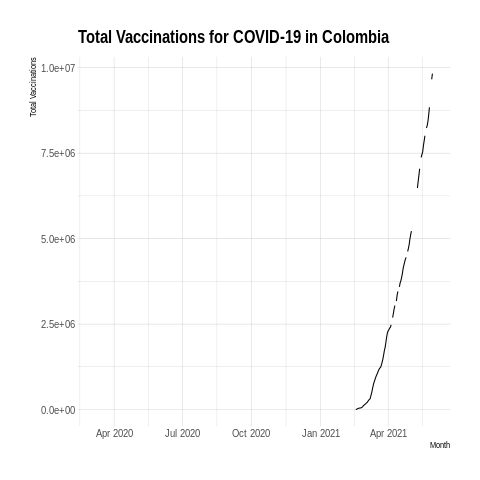 Total Vaccinations for COVID-19 in Colombia
Total Vaccinations
1.0e+07
7.5e+06
5.0e+06
2.5e+06
0.0e+00
Apr 2020 Jul 2020 Oct 2020 Jan 2021 Apr 2021
Month